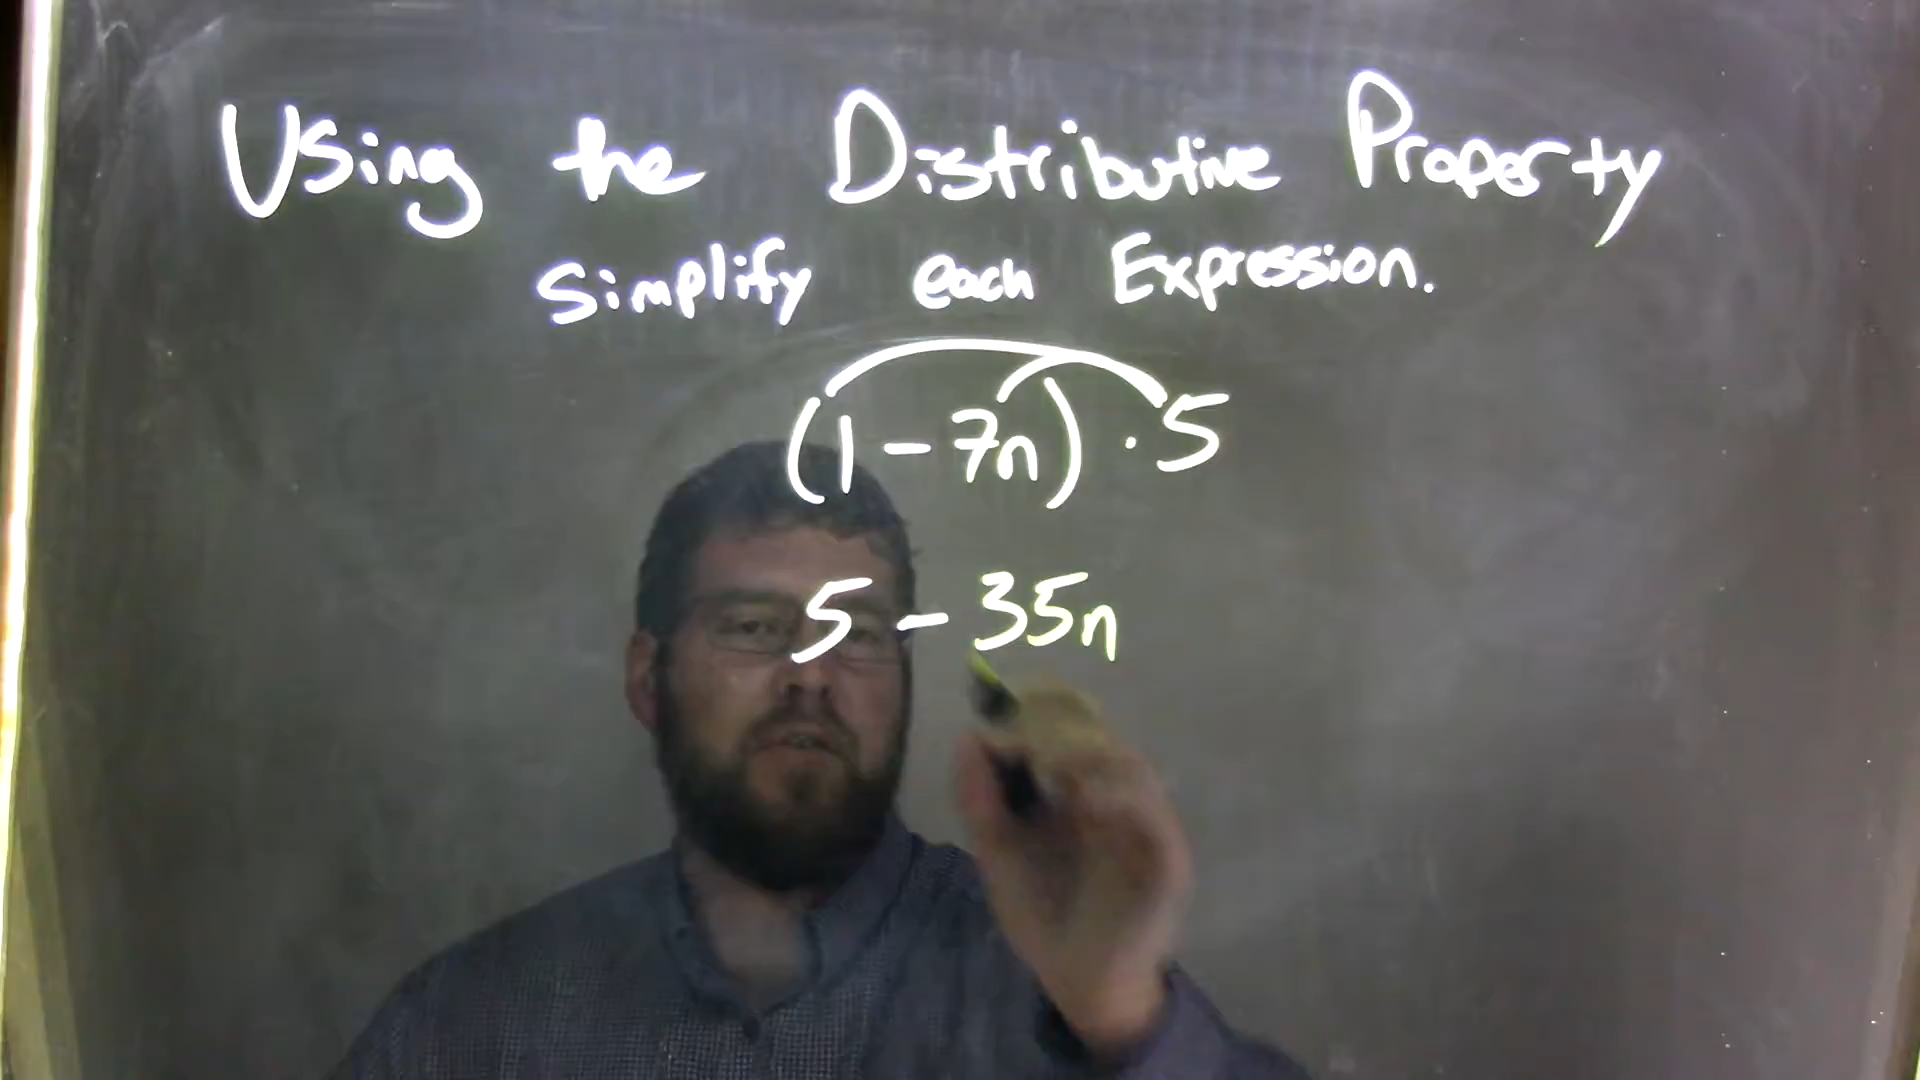 Using the Distributive Property
Simplify each Expression.
(1 - 7n) · 5
5 - 35n